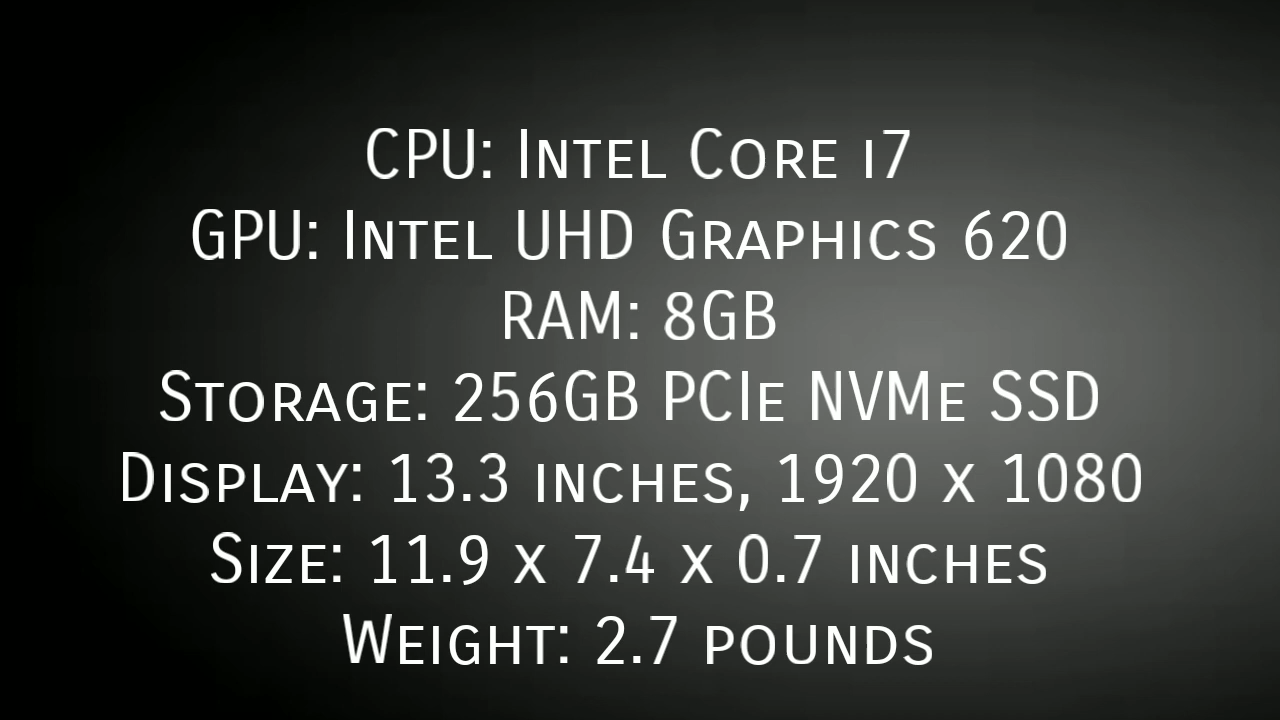 CPU: Intel Core i7
GPU: Intel UHD Graphics 620
RAM: 8GB
Storage: 256GB PCIe NVMe SSD
Display: 13.3 inches, 1920 x 1080
Size: 11.9 x 7.4 x 0.7 inches
Weight: 2.7 pounds